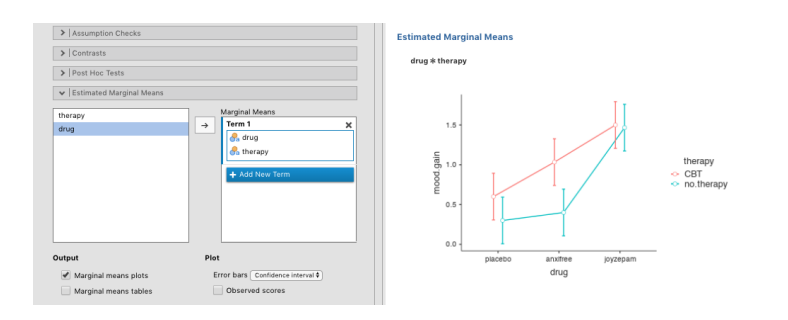 Assumption Checks
Contrasts
Post Hoc Tests
Estimated Marginal Means
therapy
drug
Marginal Means
Term 1
drug
therapy
Add New Term
Output
Marginal means plots
Marginal means tables
Plot
Error bars Confidence interval
Observed scores
Estimated Marginal Means
drug ✻ therapy
mood.gain
1.5
1.0
0.5
0.0
placebo anxifree joyzepam
drug
therapy
CBT
no.therapy